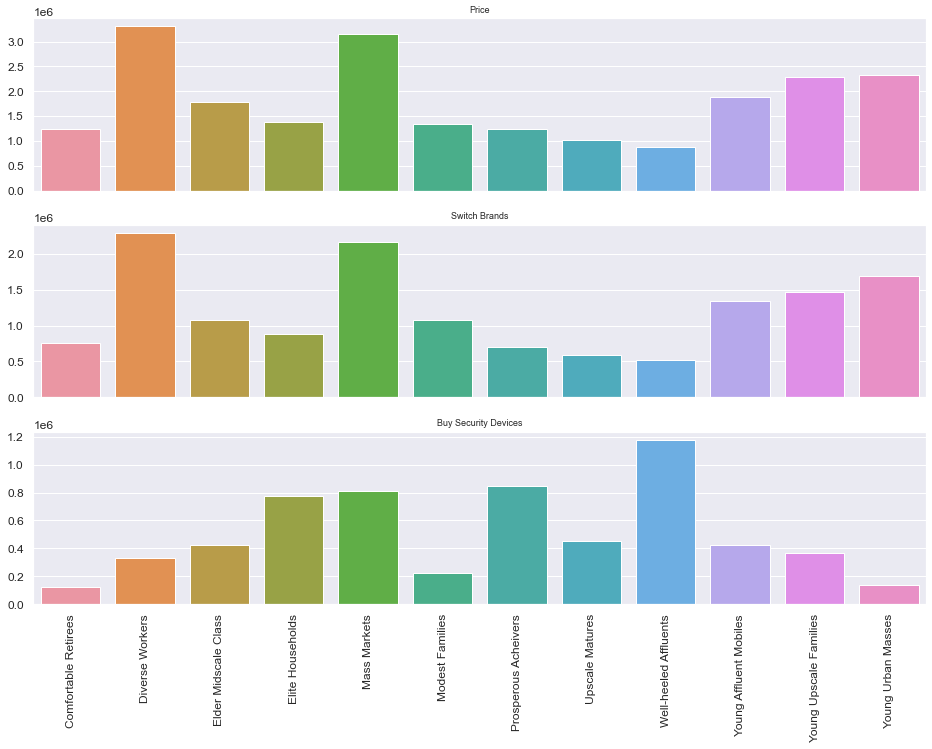 Price
1e6
3.0
2.5
2.0
1.5
1.0
0.5
0.0
Switch Brands
1e6
2.0
1.5
1.0
0.5
0.0
Buy Security Devices
1e6
1.2
1.0
0.8
0.6
0.4
0.2
0.0
Comfortable Retirees
Diverse Workers
Elder Midscale Class
Elite Households
Mass Markets
Modest Families
Prosperous Acheivers
Upscale Matures
Well-heeled Affluents
Young Affluent Mobiles
Young Upscale Families
Young Urban Masses